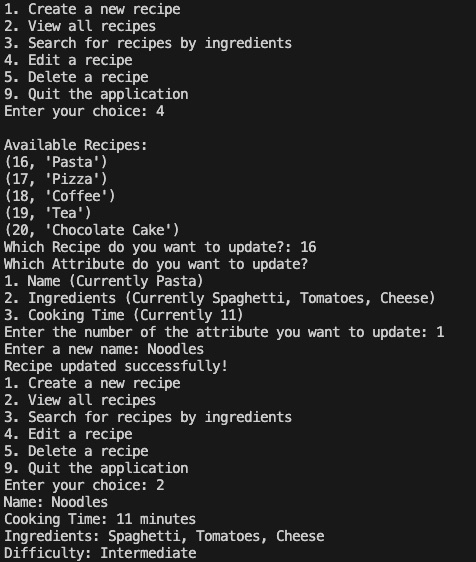 1. Create a new recipe
2. View all recipes
3. Search for recipes by ingredients
4. Edit a recipe
5. Delete a recipe
9. Quit the application
Enter your choice: 4

Available Recipes:
(16, 'Pasta')
(17, 'Pizza')
(18, 'Coffee')
(19, 'Tea')
(20, 'Chocolate Cake')
Which Recipe do you want to update?: 16
Which Attribute do you want to update?
1. Name (Currently Pasta)
2. Ingredients (Currently Spaghetti, Tomatoes, Cheese)
3. Cooking Time (Currently 11)
Enter the number of the attribute you want to update: 1
Enter a new name: Noodles
Recipe updated successfully!
1. Create a new recipe
2. View all recipes
3. Search for recipes by ingredients
4. Edit a recipe
5. Delete a recipe
9. Quit the application
Enter your choice: 2
Name: Noodles
Cooking Time: 11 minutes
Ingredients: Spaghetti, Tomatoes, Cheese
Difficulty: Intermediate